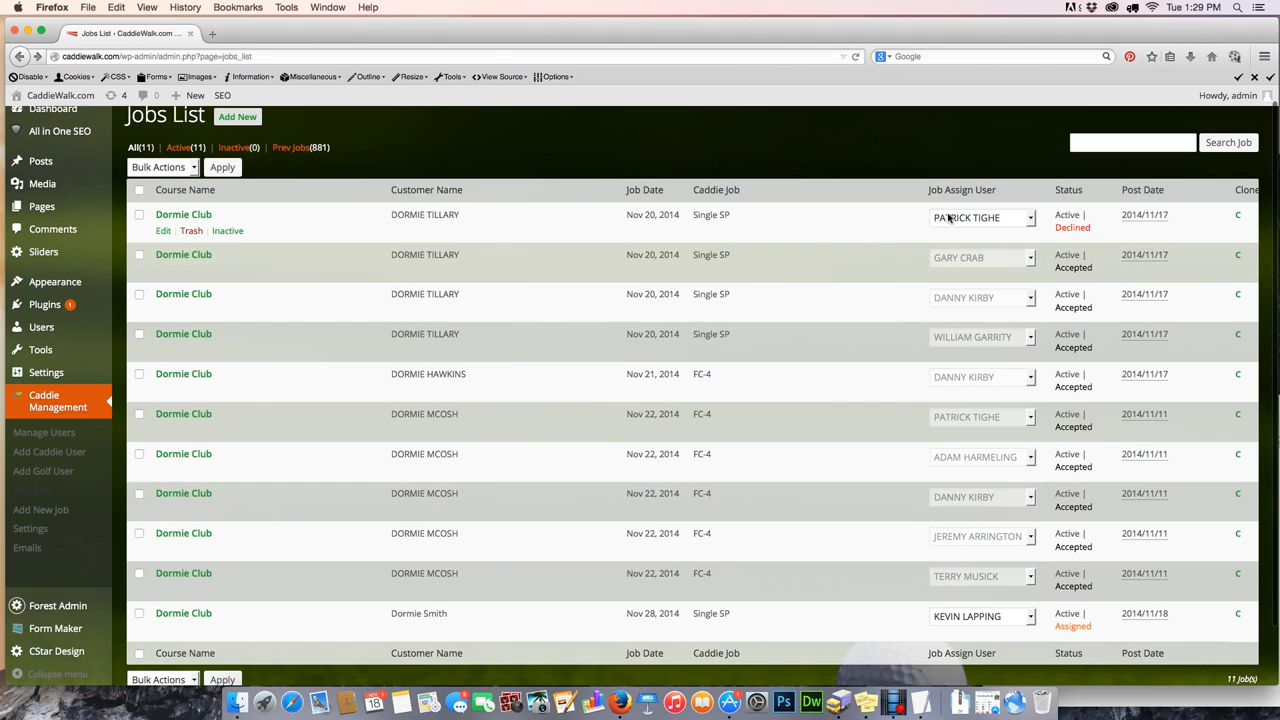 Firefox File Edit View History Bookmarks Tools Window Help Tue 1:29 PM
Jobs List ‹ CaddieWalk.com ... × +
caddiewalk.com/wp-admin/admin.php?page=jobs_list Google
Disable Cookies CSS Forms Images Information Miscellaneous Outline Resize Tools View Source Options
CaddieWalk.com 4 0 + New SEO Howdy, admin
Dashboard
All in One SEO
Posts
Media
Pages
Comments
Sliders
Appearance
Plugins 1
Users
Tools
Settings
Caddie
Management
Manage Users
Add Caddie User
Add Golf User
Add New Job
Settings
Emails
Forest Admin
Form Maker
CStar Design
Collapse menu
Jobs List Add New
All(11) | Active(11) | Inactive(0) | Prev Jobs(881)
Search Job
Bulk Actions Apply
Course Name Customer Name Job Date Caddie Job Job Assign User Status Post Date Clone
Dormie Club DORMIE TILLARY Nov 20, 2014 Single SP PATRICK TIGHE Active | 2014/11/17 C
Edit | Trash | Inactive Declined
Dormie Club DORMIE TILLARY Nov 20, 2014 Single SP GARY CRAB Active | 2014/11/17 C
Accepted
Dormie Club DORMIE TILLARY Nov 20, 2014 Single SP DANNY KIRBY Active | 2014/11/17 C
Accepted
Dormie Club DORMIE TILLARY Nov 20, 2014 Single SP WILLIAM GARRITY Active | 2014/11/17 C
Accepted
Dormie Club DORMIE HAWKINS Nov 21, 2014 FC-4 DANNY KIRBY Active | 2014/11/17 C
Accepted
Dormie Club DORMIE MCOSH Nov 22, 2014 FC-4 PATRICK TIGHE Active | 2014/11/11 C
Accepted
Dormie Club DORMIE MCOSH Nov 22, 2014 FC-4 ADAM HARMELING Active | 2014/11/11 C
Accepted
Dormie Club DORMIE MCOSH Nov 22, 2014 FC-4 DANNY KIRBY Active | 2014/11/11 C
Accepted
Dormie Club DORMIE MCOSH Nov 22, 2014 FC-4 JEREMY ARRINGTON Active | 2014/11/11 C
Accepted
Dormie Club DORMIE MCOSH Nov 22, 2014 FC-4 TERRY MUSICK Active | 2014/11/11 C
Accepted
Dormie Club Dormie Smith Nov 28, 2014 Single SP KEVIN LAPPING Active | 2014/11/18 C
Assigned
Course Name Customer Name Job Date Caddie Job Job Assign User Status Post Date
Bulk Actions Apply 11 Job(s)
18 Ps Dw